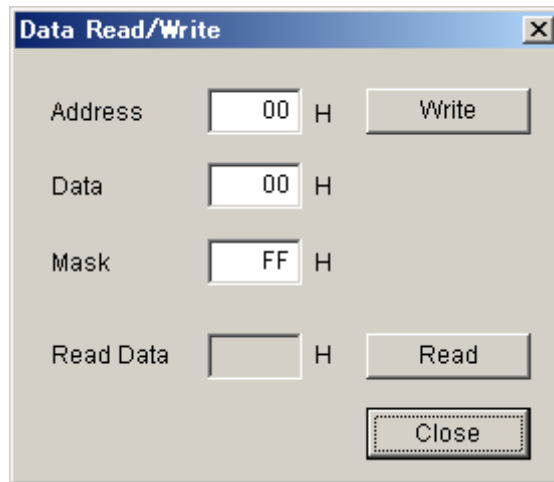 Data Read/Write
Address 00 H Write
Data 00 H
Mask FF H
Read Data H Read
Close